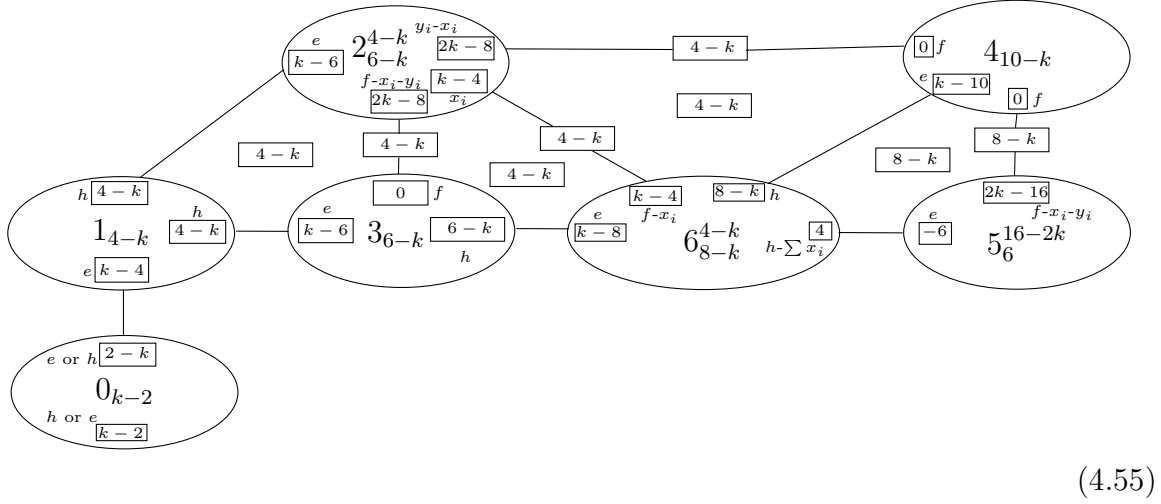 y_i-x_i
e
2^{4-k}_{6-k}
2k − 8
4 − k
0 f
4_{10−k}
k − 6
k − 4
e k − 10
f-x_i-y_i
x_i
2k − 8
4 − k
0 f
4 − k
4 − k
8 − k
4 − k
4 − k
8 − k
h 4 − k
0 f
k − 4
8 − k h
2k − 16
h
e
e
f-x_i
e
f-x_i-y_i
1_{4−k}
4 − k
k − 6
3_{6−k}
6 − k
k − 8
6^{4−k}_{8−k}
4
−6
5^{16−2k}_6
h
h-∑ x_i
e k − 4
e or h 2 − k
0_{k−2}
h or e
k − 2
(4.55)